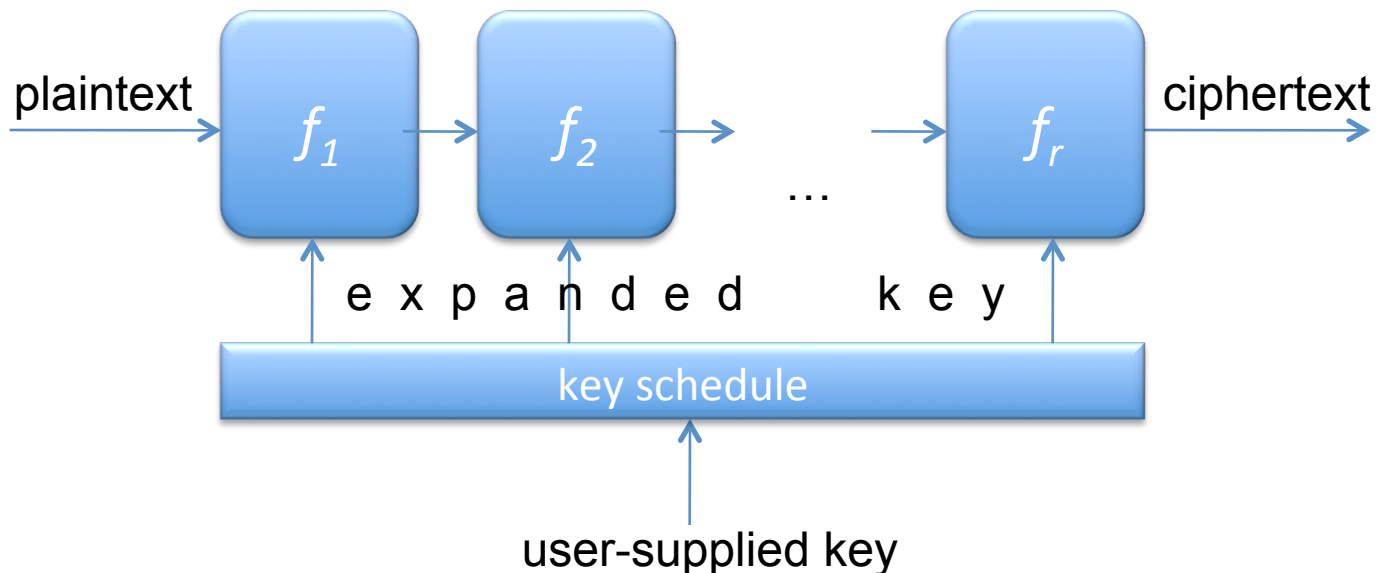 plaintext
f1
f2
…
fr
ciphertext
e x p a n d e d k e y
key schedule
user-supplied key